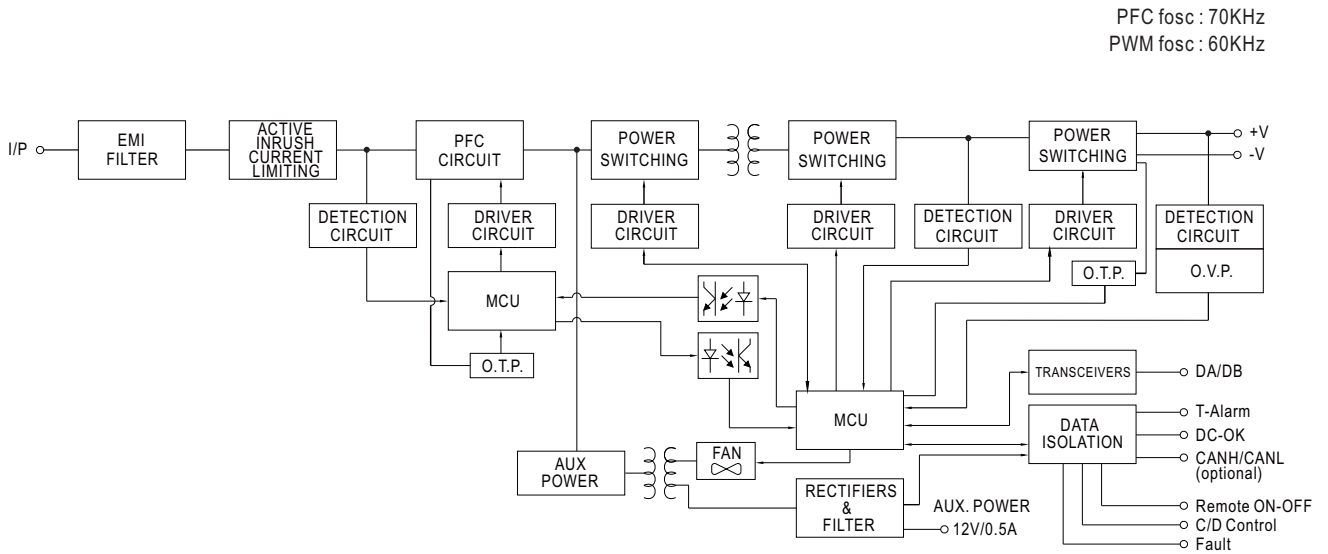 PFC fosc : 70KHz
PWM fosc : 60KHz
I/P
EMI
FILTER
ACTIVE
INRUSH
CURRENT
LIMITING
PFC
CIRCUIT
POWER
SWITCHING
POWER
SWITCHING
POWER
SWITCHING
+V
-V
DETECTION
CIRCUIT
DRIVER
CIRCUIT
DRIVER
CIRCUIT
DRIVER
CIRCUIT
DETECTION
CIRCUIT
DRIVER
CIRCUIT
DETECTION
CIRCUIT
O.V.P.
O.T.P.
MCU
O.T.P.
MCU
TRANSCEIVERS
DA/DB
DATA
ISOLATION
T-Alarm
DC-OK
CANH/CANL
(optional)
AUX
POWER
FAN
RECTIFIERS
&
FILTER
AUX. POWER
12V/0.5A
Remote ON-OFF
C/D Control
Fault